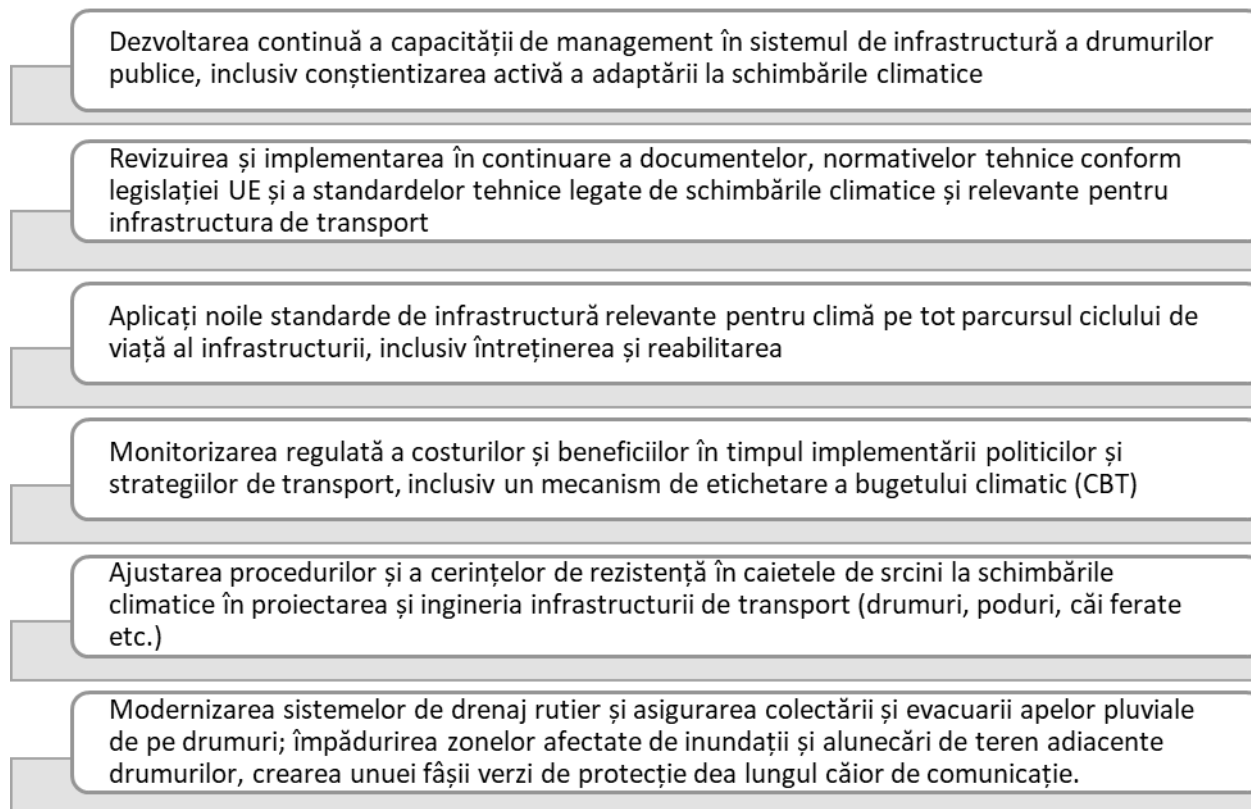 Dezvoltarea continuă a capacității de management în sistemul de infrastructură a drumurilor
publice, inclusiv conștientizarea activă a adaptării la schimbările climatice
Revizuirea și implementarea în continuare a documentelor, normativelor tehnice conform
legislației UE și a standardelor tehnice legate de schimbările climatice și relevante pentru
infrastructura de transport
Aplicați noile standarde de infrastructură relevante pentru climă pe tot parcursul ciclului de
viață al infrastructurii, inclusiv întreținerea și reabilitarea
Monitorizarea regulată a costurilor și beneficiilor în timpul implementării politicilor și
strategiilor de transport, inclusiv un mecanism de etichetare a bugetului climatic (CBT)
Ajustarea procedurilor și a cerințelor de rezistență în caietele de srcini la schimbările
climatice în proiectarea și ingineria infrastructurii de transport (drumuri, poduri, căi ferate
etc.)
Modernizarea sistemelor de drenaj rutier și asigurarea colectării și evacuarii apelor pluviale
de pe drumuri; împădurirea zonelor afectate de inundații și alunecări de teren adiacente
drumurilor, crearea unuei fâșii verzi de protecție dea lungul căior de comunicație.